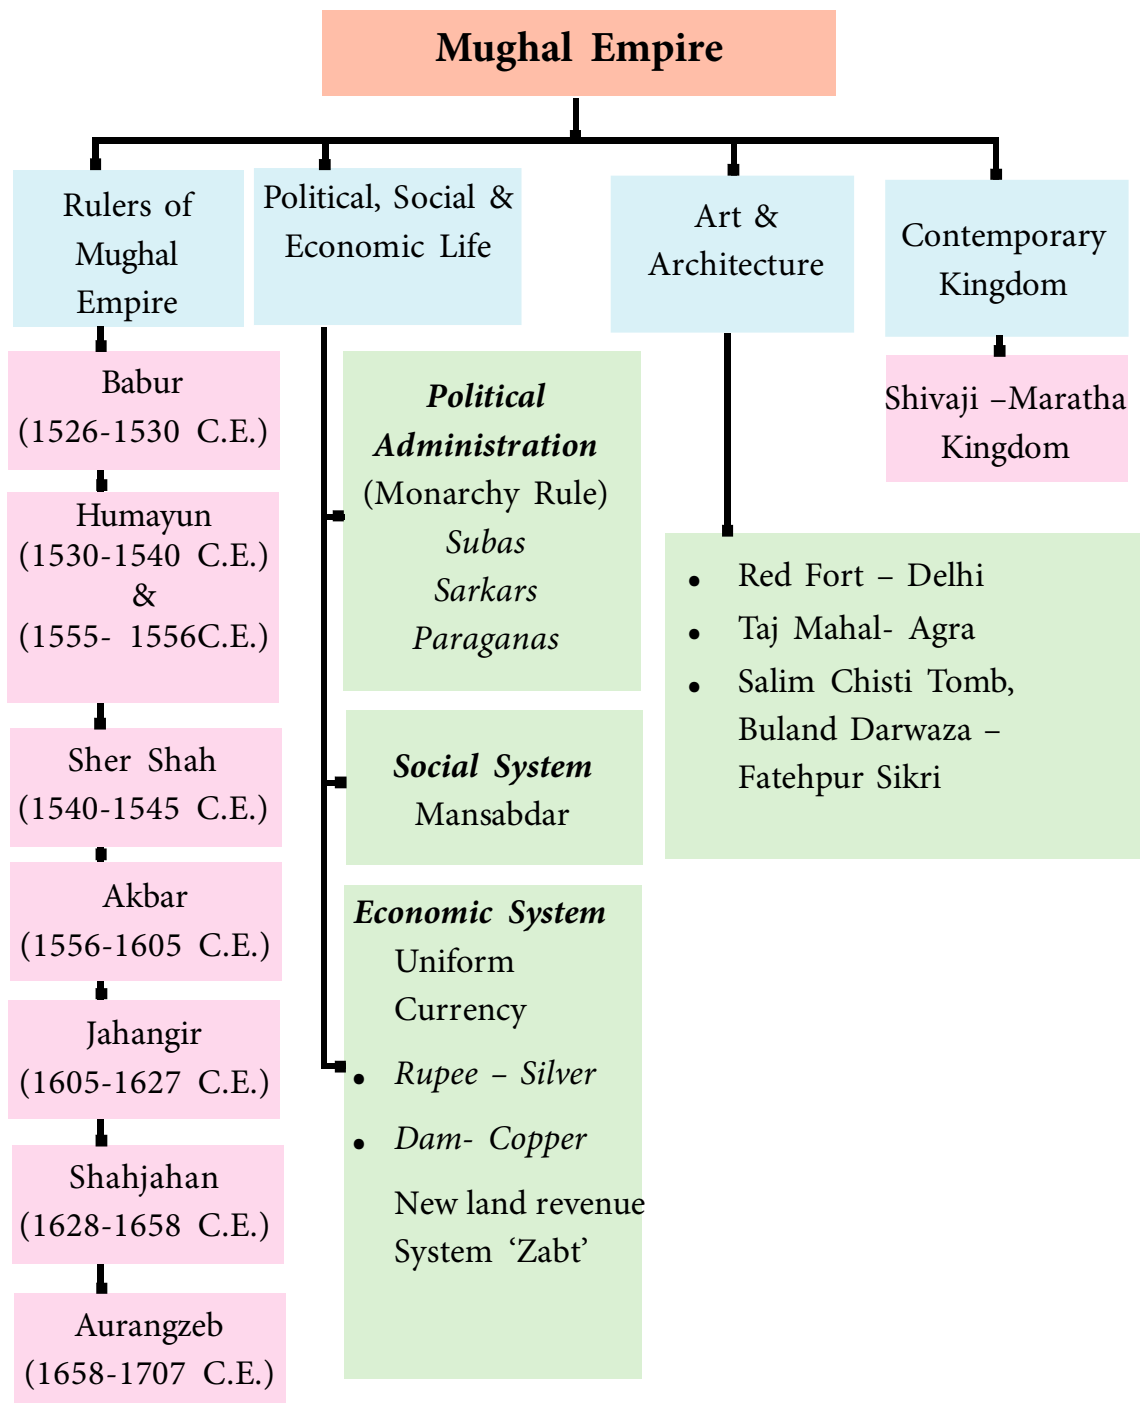 Mughal Empire
Rulers of
Mughal
Empire
Babur
(1526-1530 C.E.)
Humayun
(1530-1540 C.E.)
&
(1555- 1556C.E.)
Sher Shah
(1540-1545 C.E.)
Akbar
(1556-1605 C.E.)
Jahangir
(1605-1627 C.E.)
Shahjahan
(1628-1658 C.E.)
Aurangzeb
(1658-1707 C.E.)
Political, Social &
Economic Life
Political
Administration
(Monarchy Rule)
Subas
Sarkars
Paraganas
Social System
Mansabdar
Economic System
Uniform
Currency
• Rupee – Silver
• Dam- Copper
New land revenue
System ‘Zabt’
Art &
Architecture
• Red Fort – Delhi
• Taj Mahal- Agra
• Salim Chisti Tomb,
Buland Darwaza –
Fatehpur Sikri
Contemporary
Kingdom
Shivaji –Maratha
Kingdom